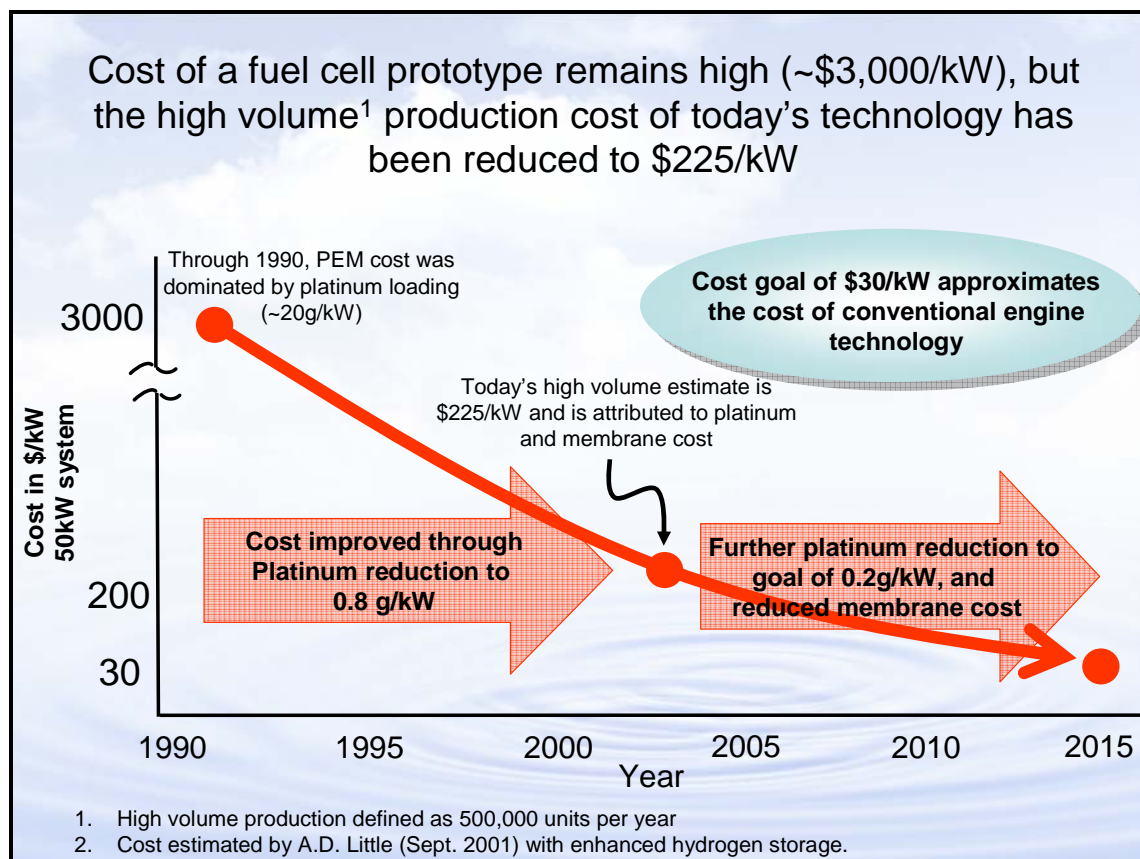 Cost of a fuel cell prototype remains high (~$3,000/kW), but
the high volume1 production cost of today's technology has
been reduced to $225/kW
Through 1990, PEM cost was
dominated by platinum loading
(~20g/kW)
Cost goal of $30/kW approximates
the cost of conventional engine
technology
3000
Today's high volume estimate is
$225/kW and is attributed to platinum
and membrane cost
Cost in $/kW
50kW system
Cost improved through
Platinum reduction to
0.8 g/kW
Further platinum reduction to
goal of 0.2g/kW, and
reduced membrane cost
200
30
1990 1995 2000 2005 2010 2015
Year
1. High volume production defined as 500,000 units per year
2. Cost estimated by A.D. Little (Sept. 2001) with enhanced hydrogen storage.